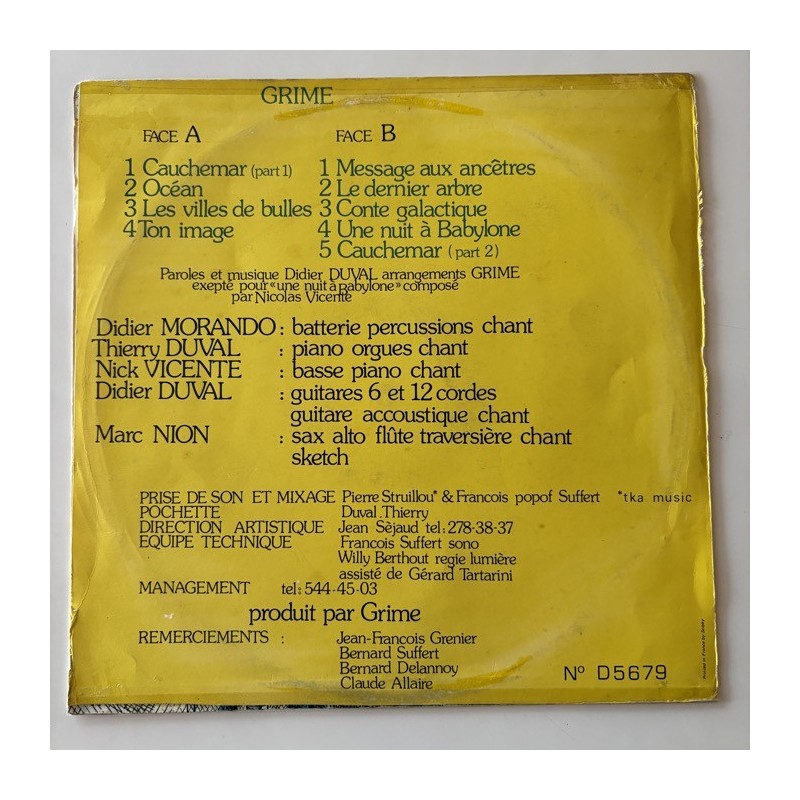 GRIME
FACE A
1 Cauchemar (part 1)
2 Océan
3 Les villes de bulles
4 Ton image
FACE B
1 Message aux ancêtres
2 Le dernier arbre
3 Conte galactique
4 Une nuit à Babylone
5 Cauchemar (part 2)
Paroles et musique Didier DUVAL arrangements GRIME
exepté pour «une nuit à babylone» composé
par Nicolas Vicente
Didier MORANDO : batterie percussions chant
Thierry DUVAL : piano orgues chant
Nick VICENTE : basse piano chant
Didier DUVAL : guitares 6 et 12 cordes
guitare accoustique chant
Marc NION : sax alto flûte traversière chant
sketch
PRISE DE SON ET MIXAGE Pierre Struillou* & Francois popof Suffert *tka music
POCHETTE Duval.Thierry
DIRECTION ARTISTIQUE Jean Sèjaud tel:278-38-37
EQUIPE TECHNIQUE Francois Suffert sono
Willy Berthout regie lumière
assisté de Gérard Tartarini
MANAGEMENT tel:544-45-03
produit par Grime
REMERCIEMENTS : Jean-François Grenier
Bernard Suffert
Bernard Delannoy
Claude Allaire
Nº D5679